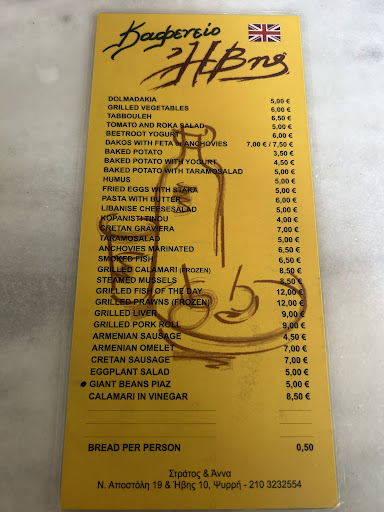 Καφενείο
Ήβης
DOLMADAKIA 5,00 €
GRILLED VEGETABLES 6,00 €
TABBOULEH 6,50 €
TOMATO AND ROKA SALAD 5,00 €
BEETROOT YOGURT 6,00 €
DAKOS WITH FETA or ANCHOVIES 7,00 € / 7,50 €
BAKED POTATO 3,50 €
BAKED POTATO WITH YOGURT 4,50 €
BAKED POTATO WITH TARAMOSALAD 5,00 €
HUMUS 5,00 €
FRIED EGGS WITH STAKA 5,00 €
PASTA WITH BUTTER 6,00 €
LIBANISE CHEESESALAD 5,00 €
KOPANISTI TINOU 4,00 €
CRETAN GRAVIERA 7,00 €
TARAMOSALAD 5,00 €
ANCHOVIES MARINATED 6,50 €
SMOKED FISH 6,50 €
GRILLED CALAMARI (FROZEN) 8,50 €
STEAMED MUSSELS 8,50 €
GRILLED FISH OF THE DAY 12,00 €
GRILLED PRAWNS (FROZEN) 12,00 €
GRILLED LIVER 9,00 €
GRILLED PORK ROLL 9,00 €
ARMENIAN SAUSAGE 4,50 €
ARMENIAN OMELET 7,00 €
CRETAN SAUSAGE 7,00 €
EGGPLANT SALAD 5,00 €
• GIANT BEANS PIAZ 5,00 €
CALAMARI IN VINEGAR 8,50 €
BREAD PER PERSON 0,50
Στράτος & Άννα
Ν. Αποστόλη 19 & Ήβης 10, Ψυρρή - 210 3232554